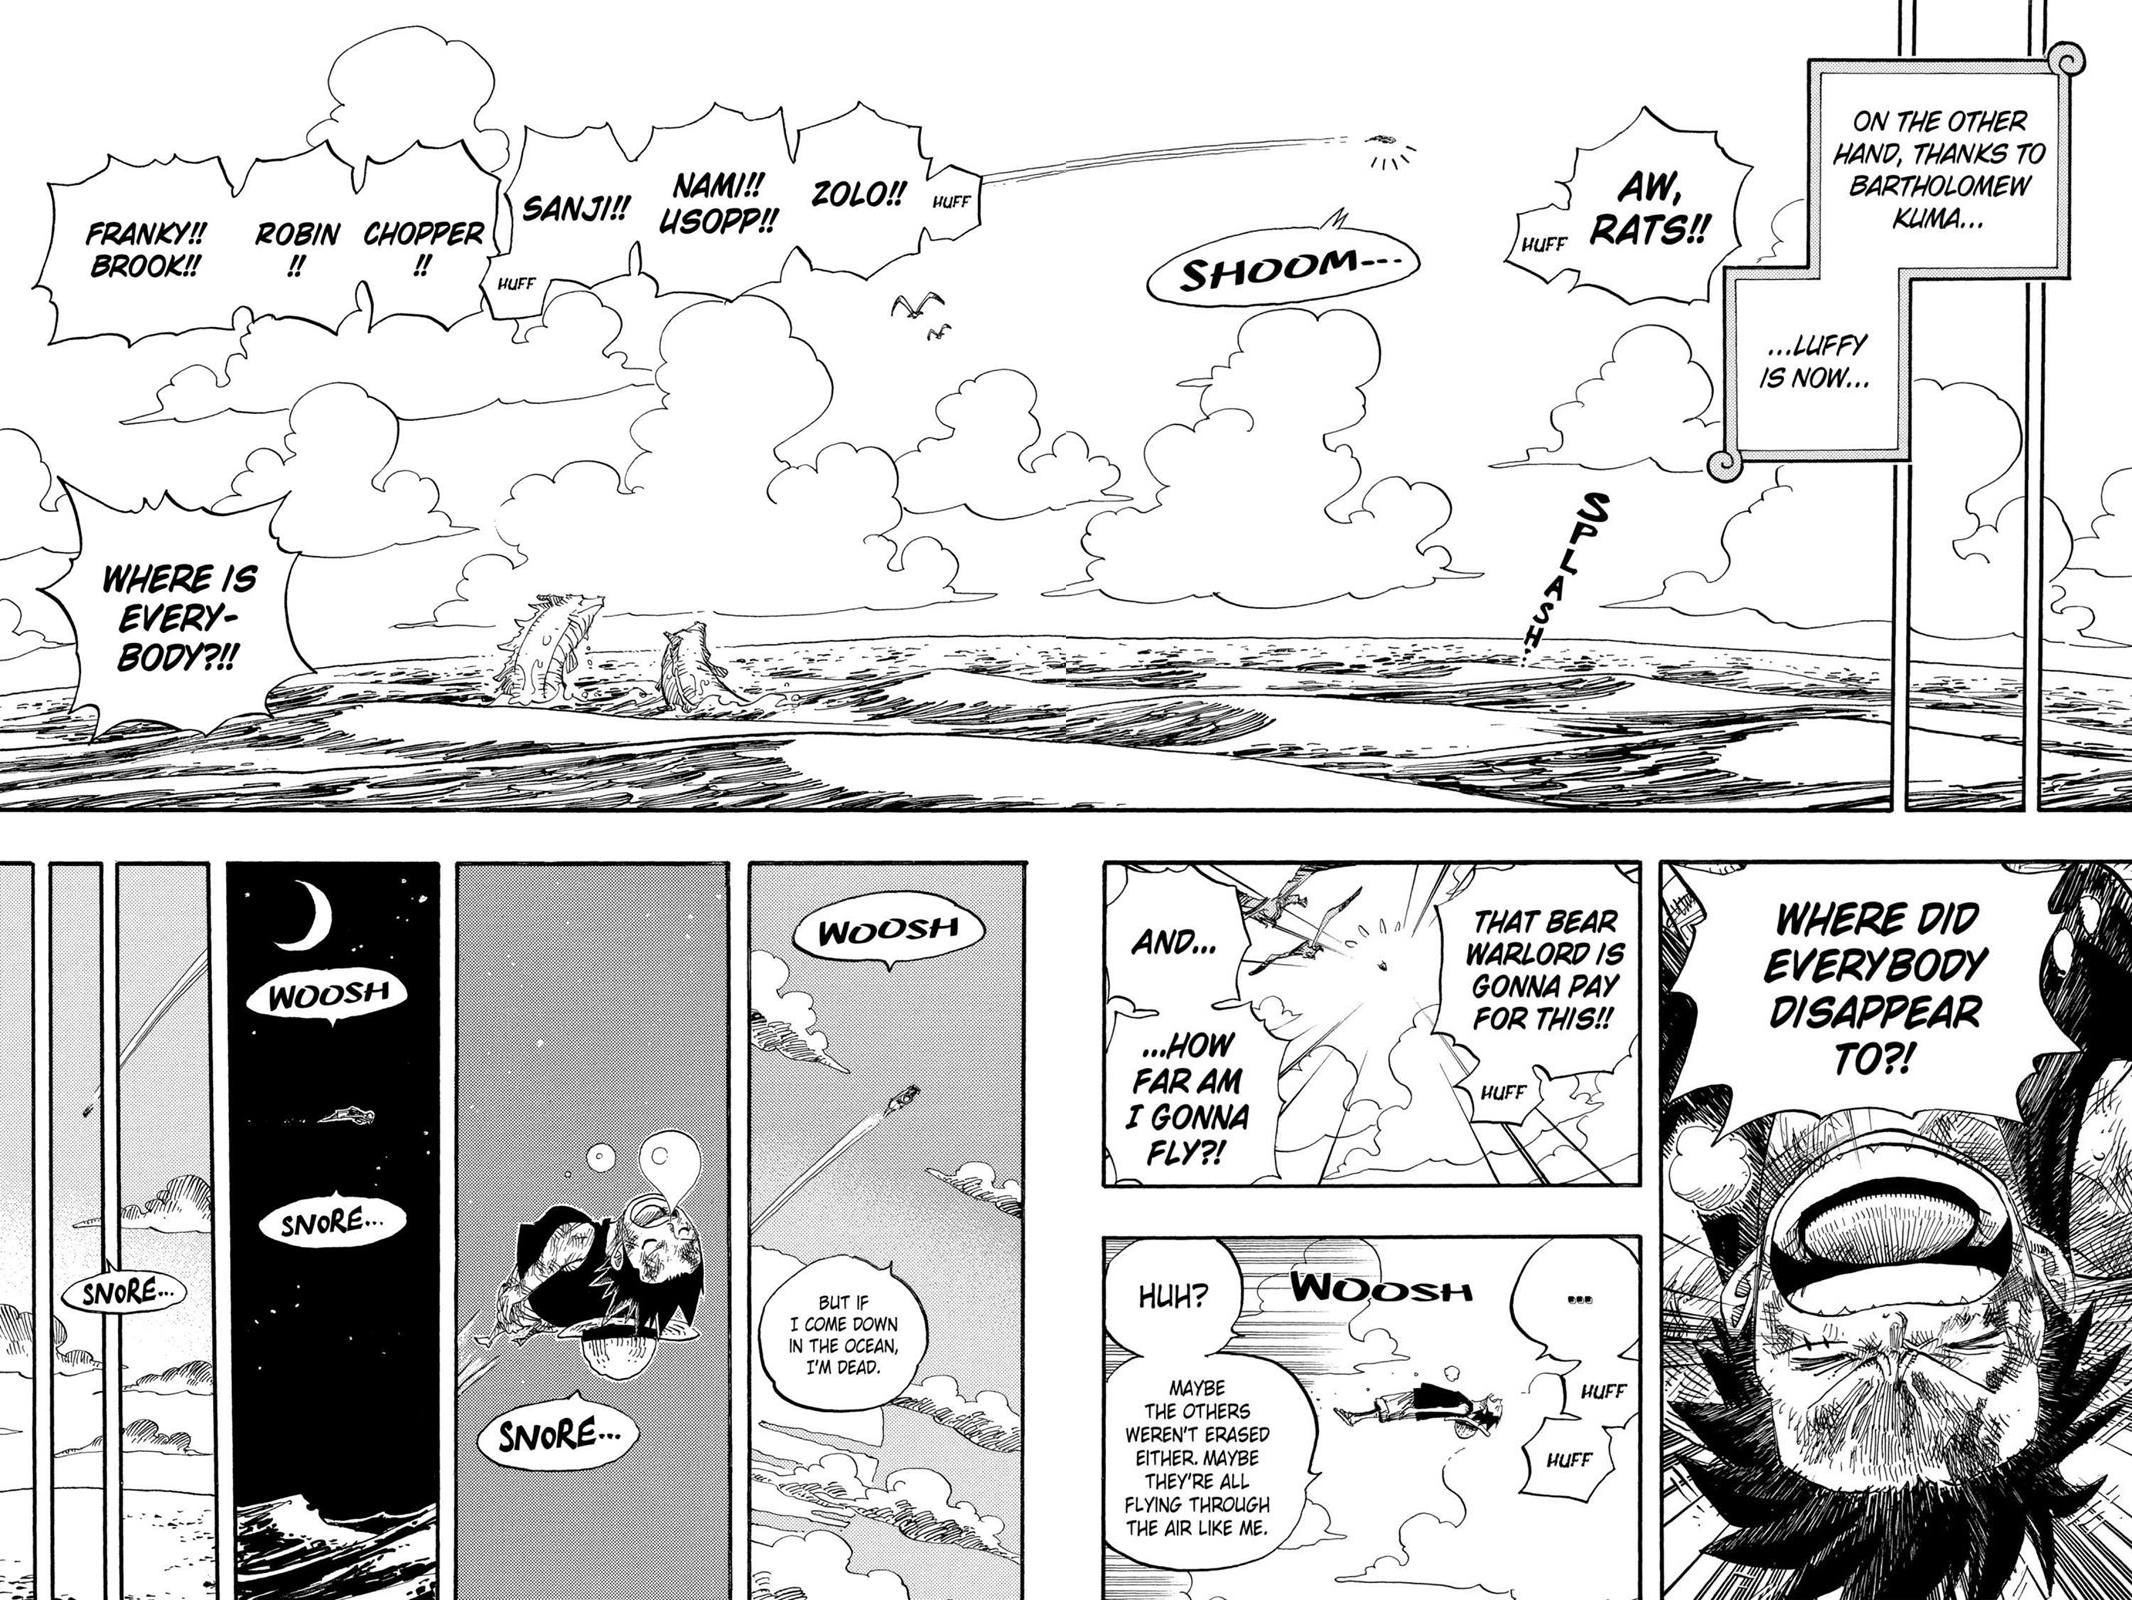 ON THE OTHER
HAND, THANKS TO
BARTHOLOMEW
KUMA...
...LUFFY
IS NOW...
AW,
RATS!!
HUFF
SHOOM---
SPLASH...
HUFF
ZOLO!!
NAMI!!
USOPP!!
SANJI!!
HUFF
CHOPPER
!!
ROBIN
!!
FRANKY!!
BROOK!!
WHERE IS
EVERY-
BODY?!!
WHERE DID
EVERYBODY
DISAPPEAR
TO?!
THAT BEAR
WARLORD IS
GONNA PAY
FOR THIS!!
HUFF
AND...
...HOW
FAR AM
I GONNA
FLY?!
...
HUFF
HUFF
WOOSH
HUH?
MAYBE
THE OTHERS
WEREN'T ERASED
EITHER. MAYBE
THEY'RE ALL
FLYING THROUGH
THE AIR LIKE ME.
WOOSH
BUT IF
I COME DOWN
IN THE OCEAN,
I'M DEAD.
SNORE...
WOOSH
SNORE...
SNORE...